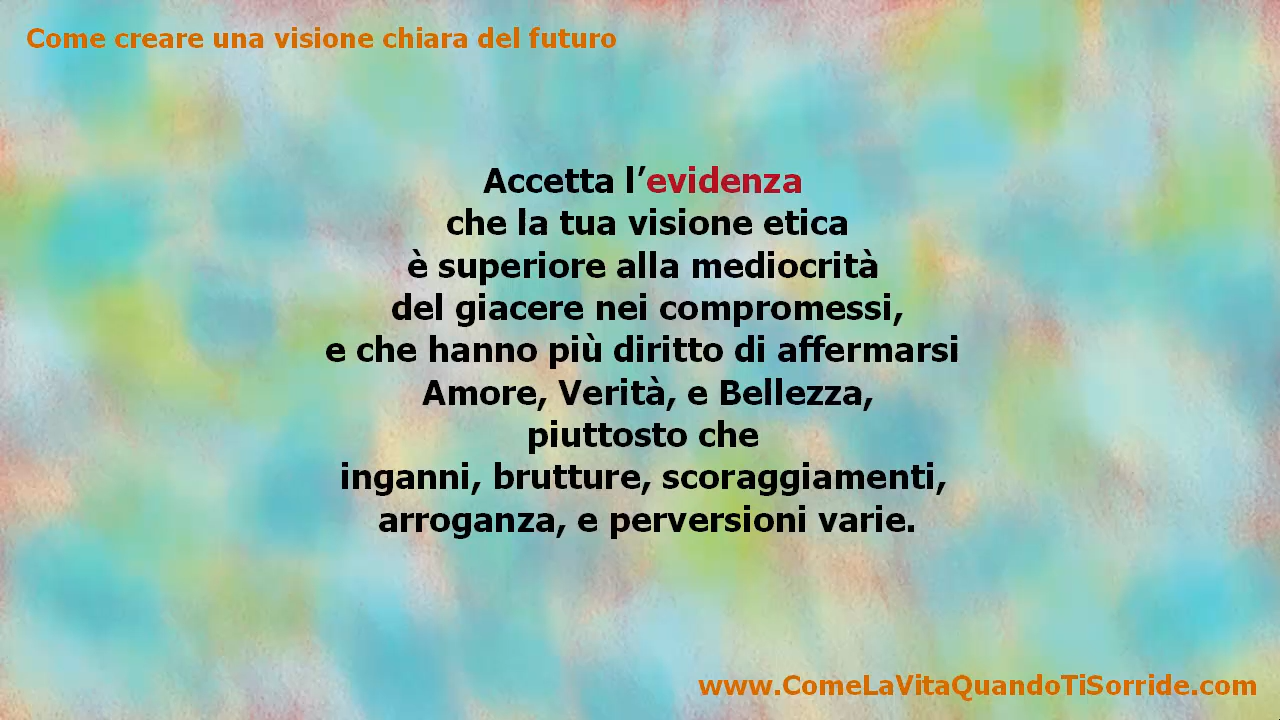 Come creare una visione chiara del futuro
Accetta l’evidenza
che la tua visione etica
è superiore alla mediocrità
del giacere nei compromessi,
e che hanno più diritto di affermarsi
Amore, Verità, e Bellezza,
piuttosto che
inganni, brutture, scoraggiamenti,
arroganza, e perversioni varie.
www.ComeLaVitaQuandoTiSorride.com